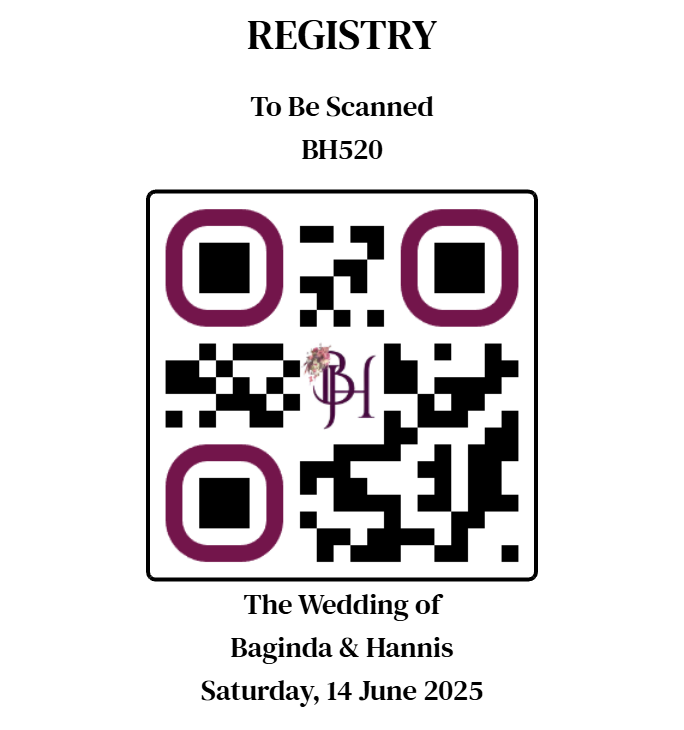 REGISTRY
To Be Scanned
BH520
BH
The Wedding of
Baginda & Hannis
Saturday, 14 June 2025